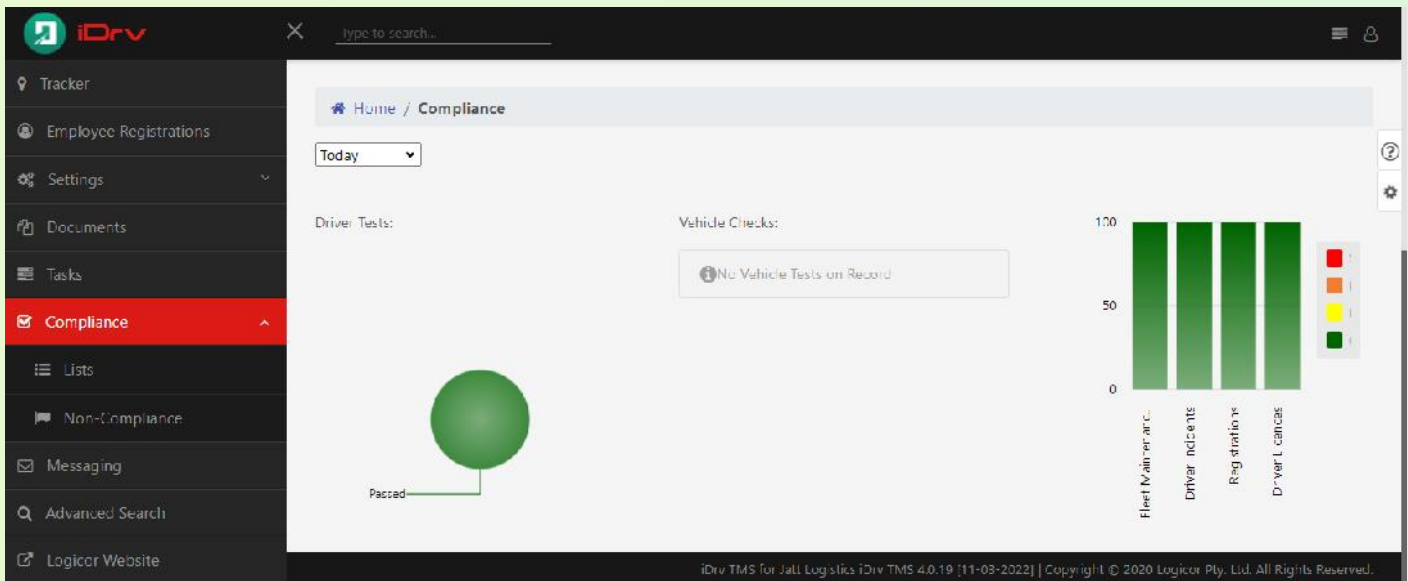 iDrv
Type to search...
Tracker
Employee Registrations
Settings
Documents
Tasks
Compliance
Lists
Non-Compliance
Messaging
Advanced Search
Logicor Website
Home / Compliance
Today
Driver Tests:
Passed
Vehicle Checks:
No Vehicle Tests on Record
100
50
0
Fleet
Driver Incidents
Registrations
Driver Licences
iDrv TMS for Jatt Logistics iDrv TMS 4.0.19 [11-03-2022] | Copyright © 2020 Logicor Pty. Ltd. All Rights Reserved.